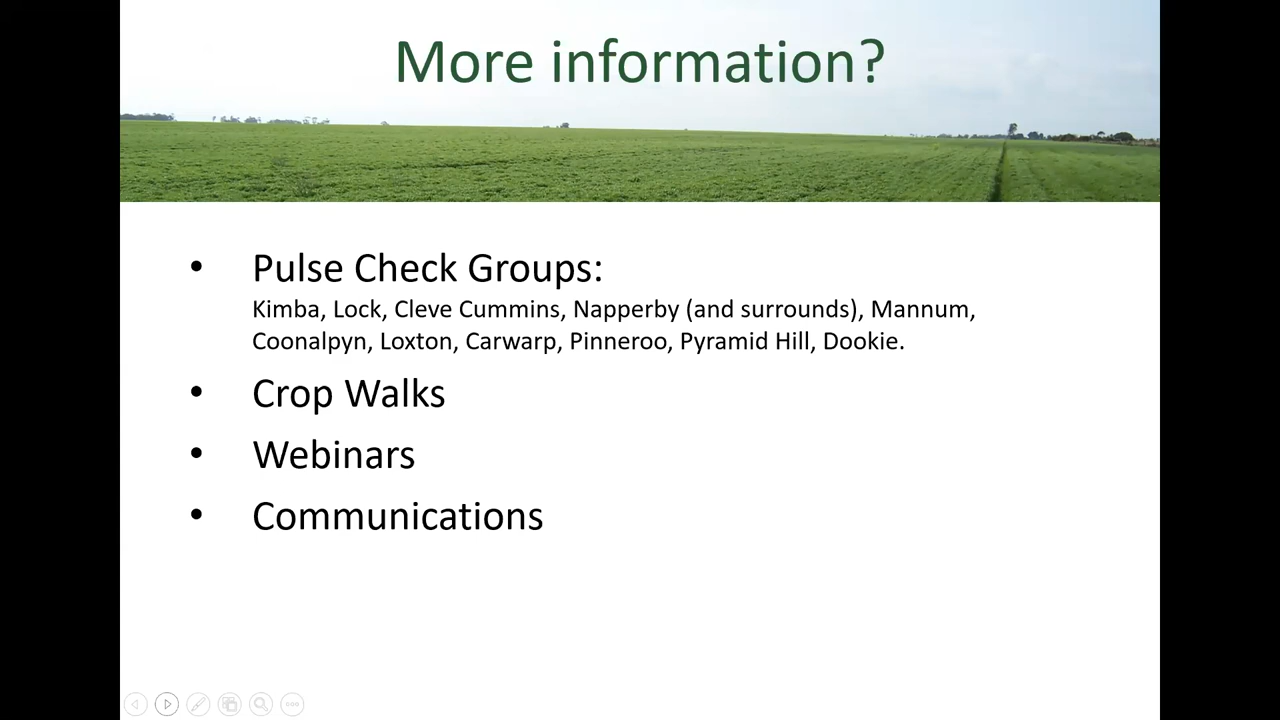 More information?
• Pulse Check Groups:
Kimba, Lock, Cleve Cummins, Napperby (and surrounds), Mannum,
Coonalpyn, Loxton, Carwarp, Pinneroo, Pyramid Hill, Dookie.
• Crop Walks
• Webinars
• Communications